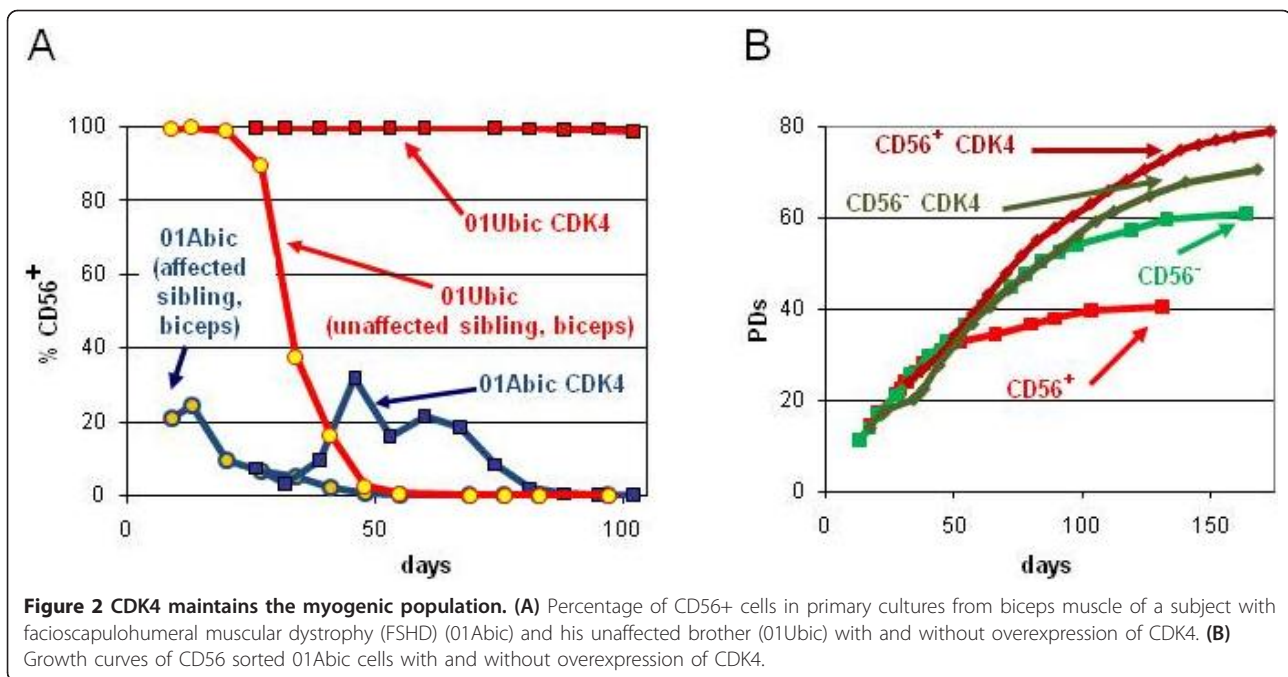 A
B
100
80
60
40
20
0
% CD56+
0
50
100
days
01Ubic CDK4
01Abic
(affected
sibling,
biceps)
01Ubic
(unaffected sibling, biceps)
01Abic CDK4
80
60
40
20
0
PDs
0
50
100
150
days
CD56+ CDK4
CD56- CDK4
CD56-
CD56+
Figure 2 CDK4 maintains the myogenic population. (A) Percentage of CD56+ cells in primary cultures from biceps muscle of a subject with
facioscapulohumeral muscular dystrophy (FSHD) (01Abic) and his unaffected brother (01Ubic) with and without overexpression of CDK4. (B)
Growth curves of CD56 sorted 01Abic cells with and without overexpression of CDK4.